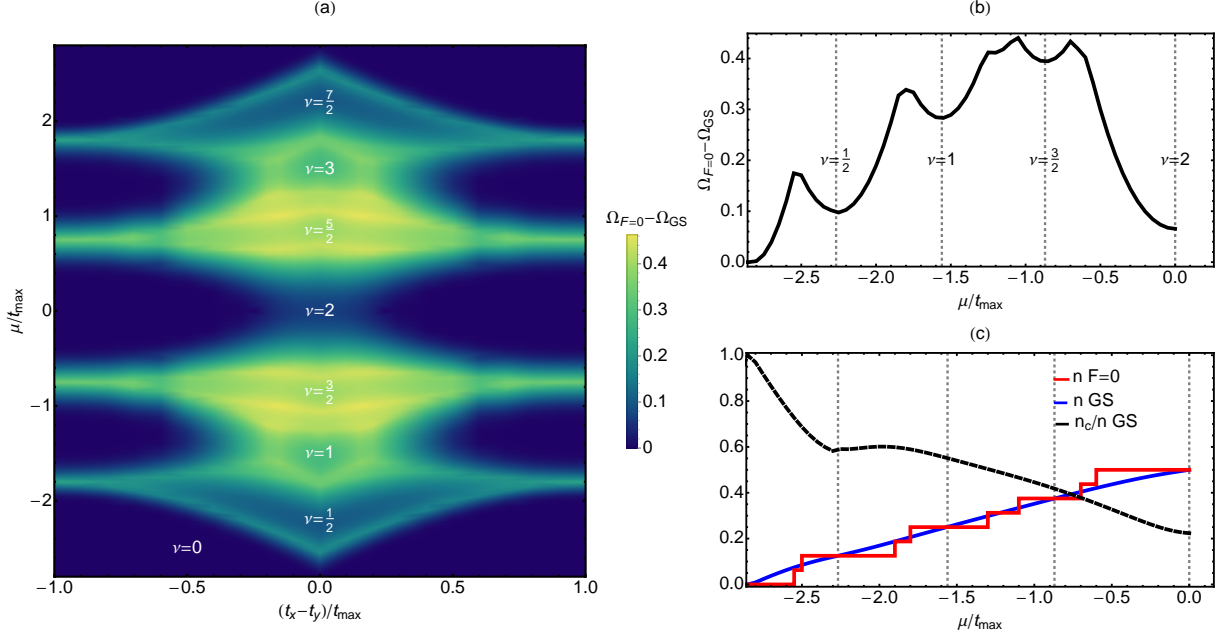 (a)
ν=7/2
ν=3
ν=5/2
ν=2
ν=3/2
ν=1
ν=1/2
ν=0
2
1
0
−1
−2
μ/t_max
−1.0 −0.5 0.0 0.5 1.0
(t_x−t_y)/t_max
Ω_F=0−Ω_GS
0.4
0.3
0.2
0.1
0
(b)
0.4
0.3
0.2
0.1
0.0
Ω_F=0−Ω_GS
ν=1/2 ν=1 ν=3/2 ν=2
−2.5 −2.0 −1.5 −1.0 −0.5 0.0
μ/t_max
(c)
1.0
0.8
0.6
0.4
0.2
0.0
n F=0
n GS
n_c/n GS
−2.5 −2.0 −1.5 −1.0 −0.5 0.0
μ/t_max